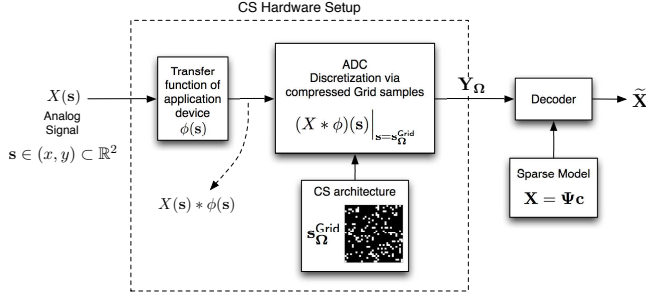 CS Hardware Setup
X(s)
Analog
Signal
s ∈ (x, y) ⊂ ℝ²
Transfer
function of
application
device
ϕ(s)
X(s) ∗ ϕ(s)
ADC
Discretization via
compressed Grid samples
(X ∗ ϕ)(s)|ₛ₌ₛ_Ω^Grid
CS architecture
s_Ω^Grid
Y_Ω
Decoder
X̃
Sparse Model
X = Ψc